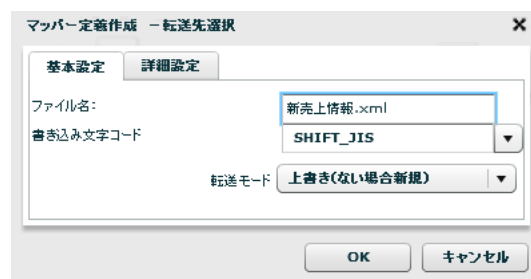 マッパー定義作成 －転送先選択
基本設定 詳細設定
ファイル名: 新売上情報.xml
書き込み文字コード SHIFT_JIS
転送モード 上書き(ない場合新規)
OK キャンセル